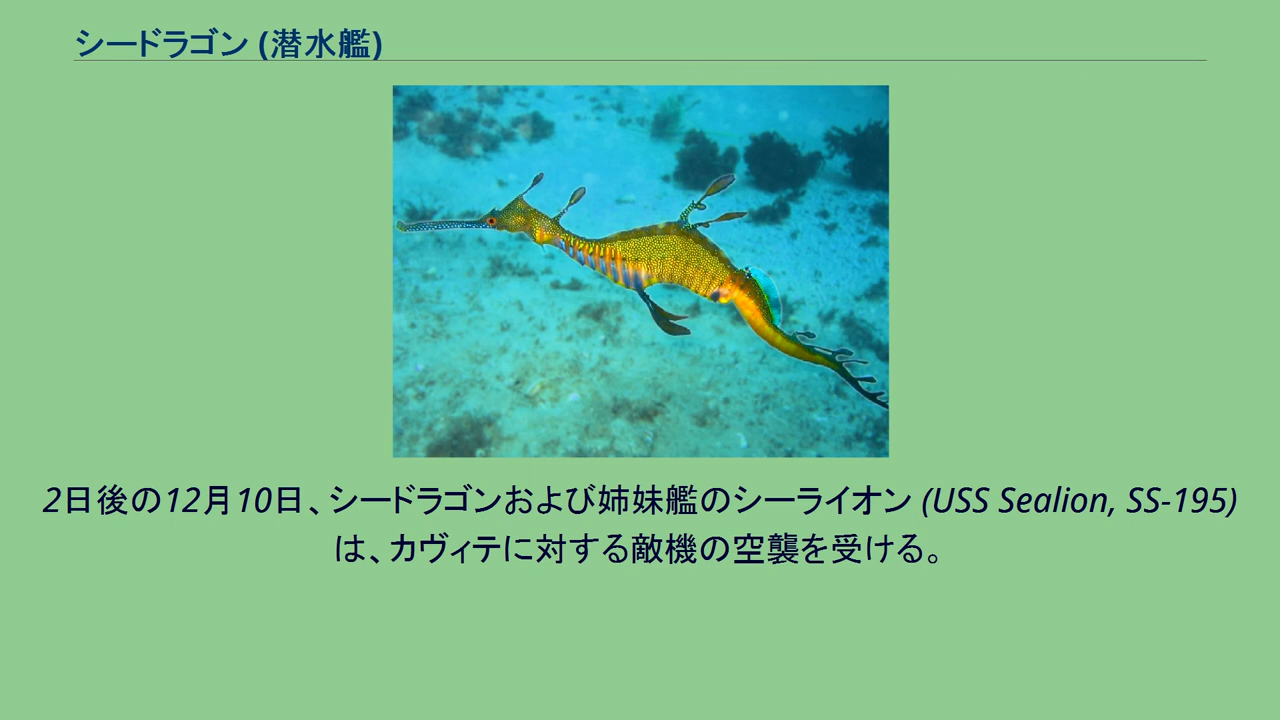 シードラゴン (潜水艦)
2日後の12月10日、シードラゴンおよび姉妹艦のシーライオン (USS Sealion, SS-195)
は、カヴィテに対する敵機の空襲を受ける。